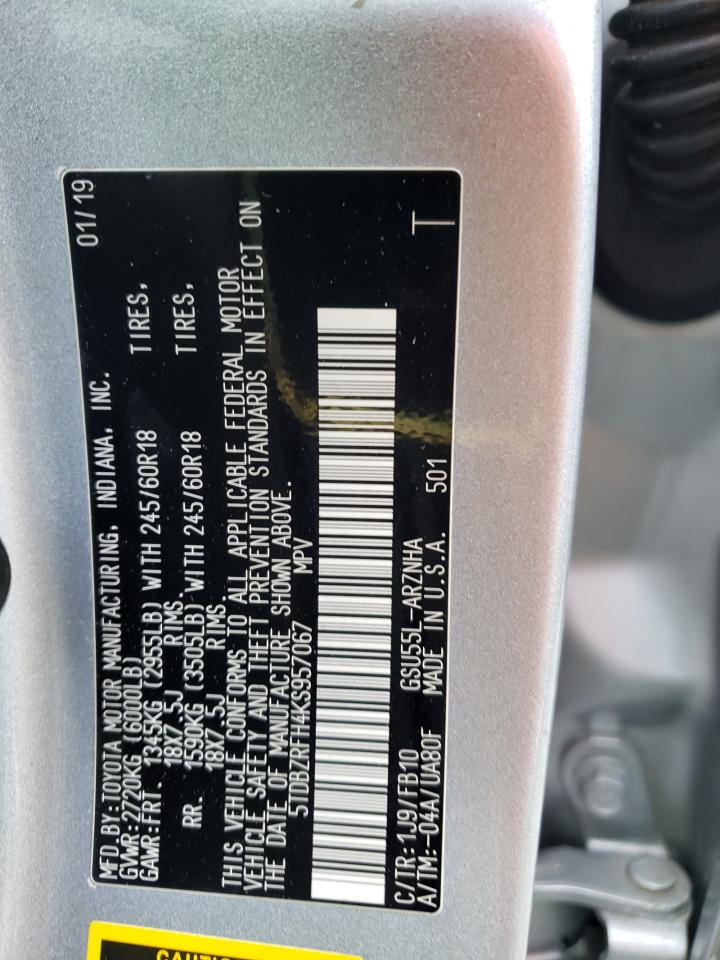 MFD.BY:TOYOTA MOTOR MANUFACTURING, INDIANA, INC. 01/19
GVWR:2720KG (6000LB)
GAWR:FRT. 1345KG (2955LB) WITH 245/60R18 TIRES,
18X7.5J RIMS.
RR. 1590KG (3505LB) WITH 245/60R18 TIRES,
18X7.5J RIMS.
THIS VEHICLE CONFORMS TO ALL APPLICABLE FEDERAL MOTOR
VEHICLE SAFETY AND THEFT PREVENTION STANDARDS IN EFFECT ON
THE DATE OF MANUFACTURE SHOWN ABOVE.
5TDBZRFH4KS957067 MPV
C/TR:1J9/FB10 GSU55L-ARZNHA T
A/TM:-04A/UA80F MADE IN U.S.A. 501